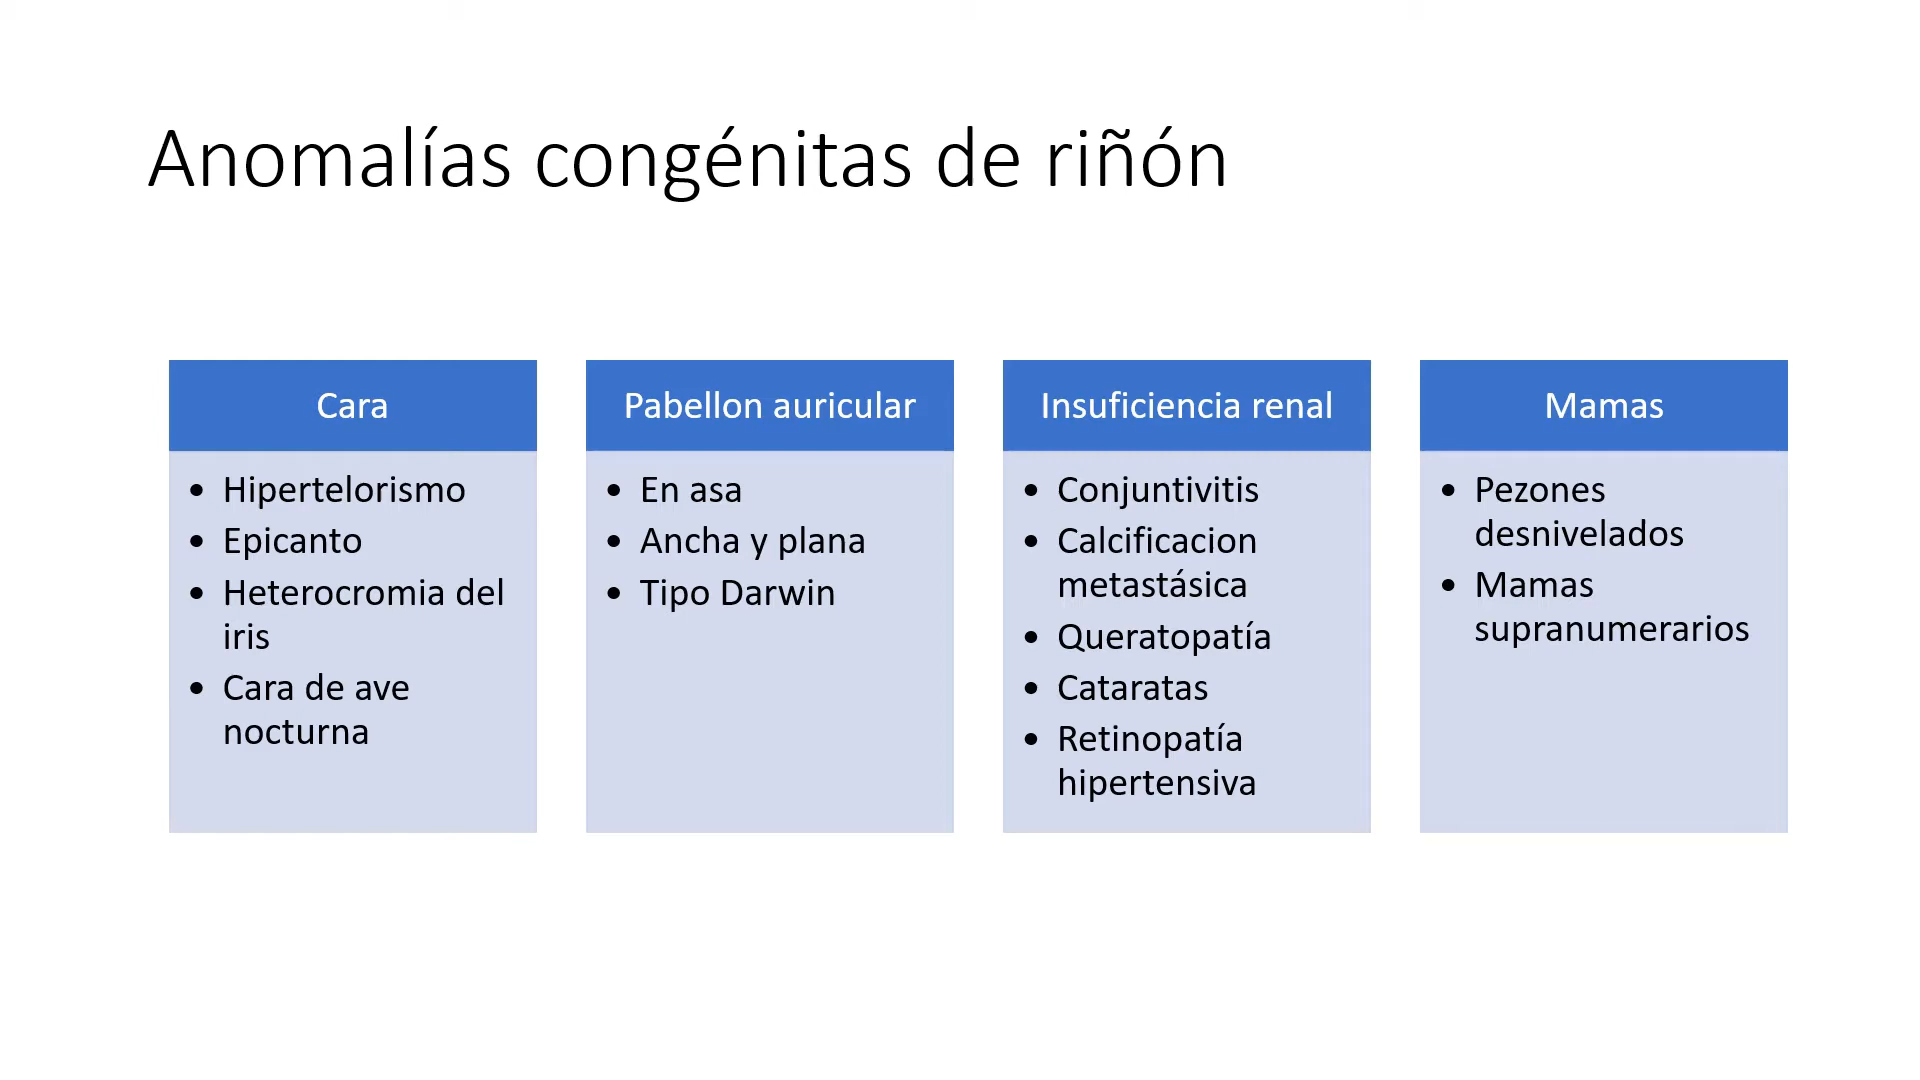 Anomalías congénitas de riñón
Cara
• Hipertelorismo
• Epicanto
• Heterocromia del
iris
• Cara de ave
nocturna
Pabellon auricular
• En asa
• Ancha y plana
• Tipo Darwin
Insuficiencia renal
• Conjuntivitis
• Calcificacion
metastásica
• Queratopatía
• Cataratas
• Retinopatía
hipertensiva
Mamas
• Pezones
desnivelados
• Mamas
supranumerarios